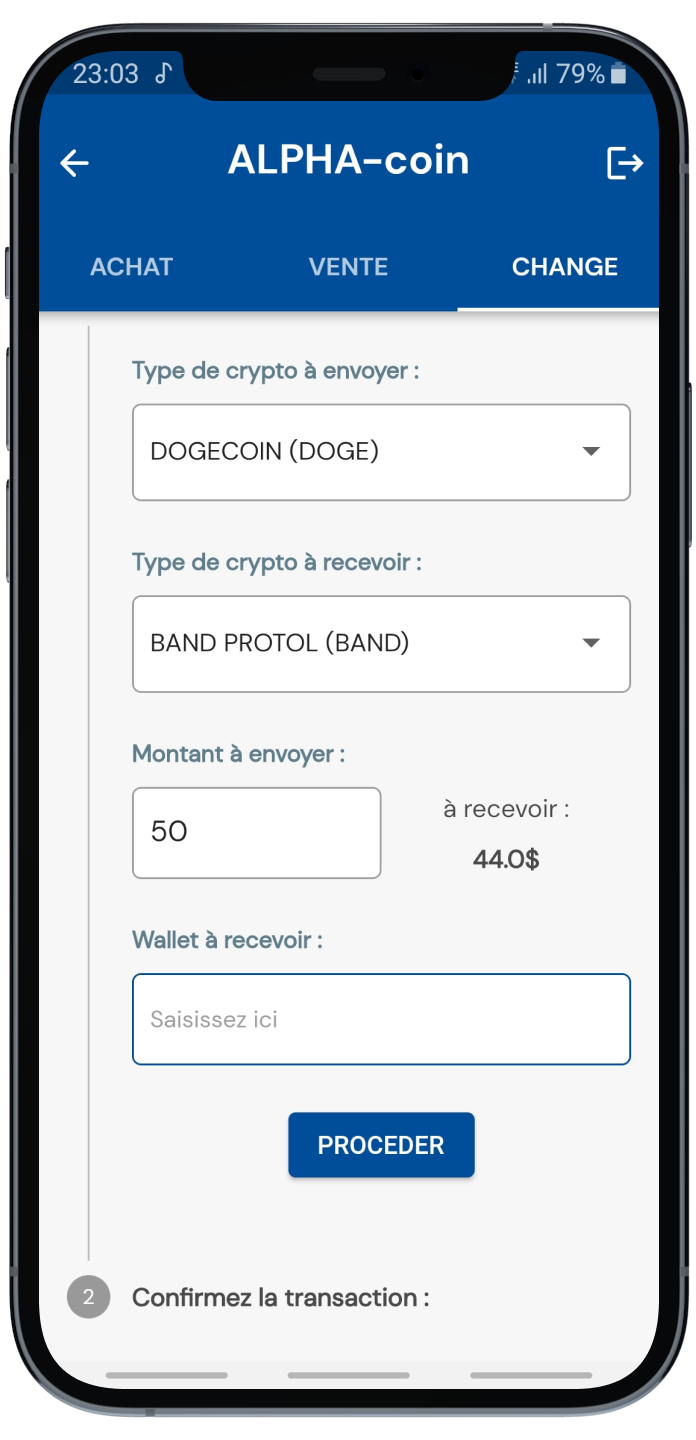 23:03 79%
ALPHA-coin
ACHAT VENTE CHANGE
Type de crypto à envoyer :
DOGECOIN (DOGE)
Type de crypto à recevoir :
BAND PROTOL (BAND)
Montant à envoyer :
50
à recevoir :
44.0$
Wallet à recevoir :
Saisissez ici
PROCEDER
2 Confirmez la transaction :